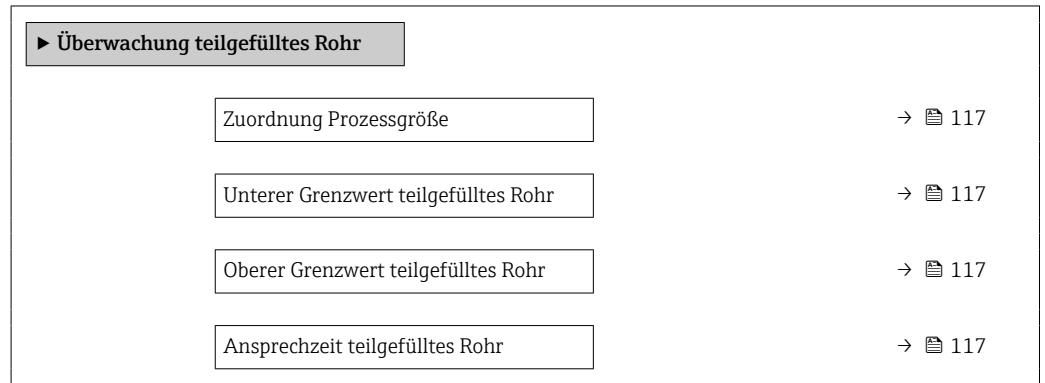 ▶ Überwachung teilgefülltes Rohr
Zuordnung Prozessgröße → 117
Unterer Grenzwert teilgefülltes Rohr → 117
Oberer Grenzwert teilgefülltes Rohr → 117
Ansprechzeit teilgefülltes Rohr → 117